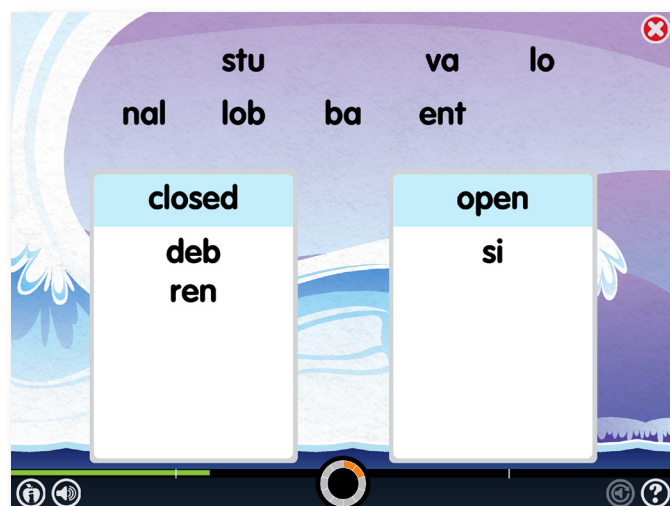 stu va lo
nal lob ba ent
closed open
deb si
ren